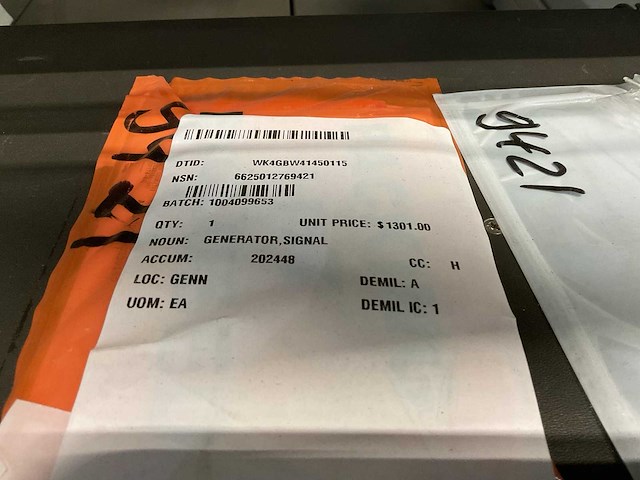 DTID: WK4GBW41450115
NSN: 6625012769421
BATCH: 1004099653
QTY: 1 UNIT PRICE: $1301.00
NOUN: GENERATOR,SIGNAL
ACCUM: 202448 CC: H
LOC: GENN DEMIL: A
UOM: EA DEMIL IC: 1
9421